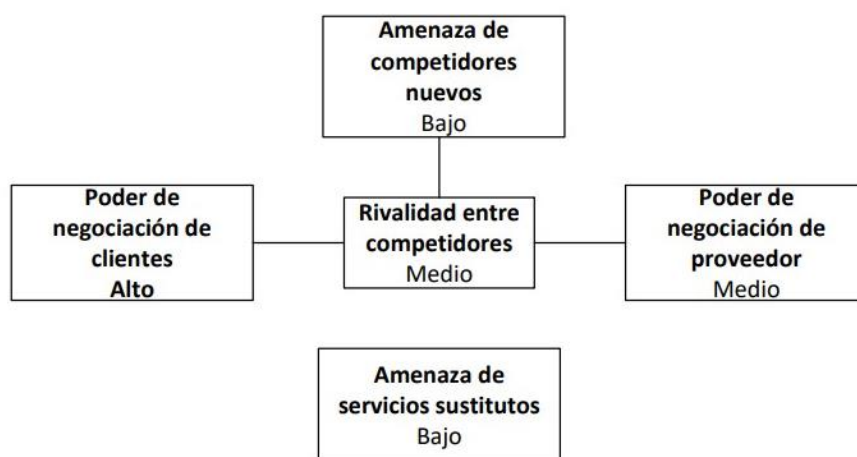 Amenaza de
competidores
nuevos
Bajo
Poder de
negociación de
clientes
Alto
Rivalidad entre
competidores
Medio
Poder de
negociación de
proveedor
Medio
Amenaza de
servicios sustitutos
Bajo